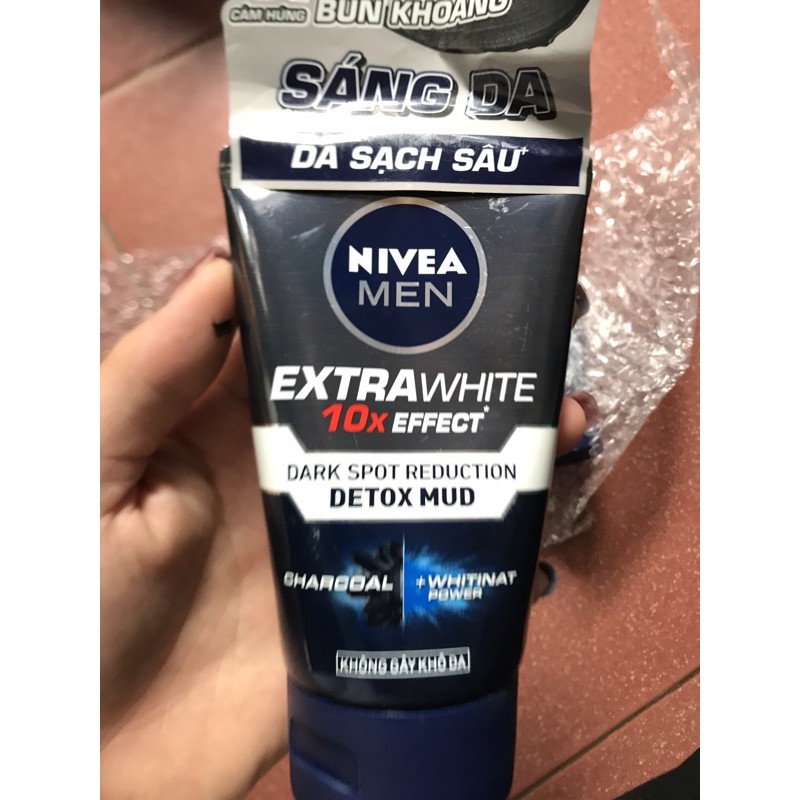 CẢM HỨNG BÙN KHOÁNG
SÁNG DA
DA SẠCH SÂU+
NIVEA
MEN
EXTRAWHITE
10x EFFECT*
DARK SPOT REDUCTION
DETOX MUD
CHARCOAL + WHITINAT
POWER
KHÔNG GÂY KHÔ DA